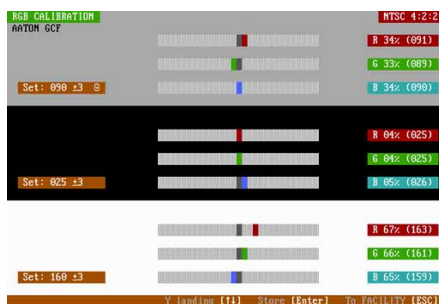 RGB CALIBRATION NTSC 4:2:2
AATON GCF
R 34% (091)
G 33% (089)
Set: 090 ±3 0 B 34% (090)
R 04% (025)
G 04% (025)
Set: 025 ±3 B 05% (026)
R 67% (163)
G 66% (161)
Set: 160 ±3 B 65% (159)
Y landing [↑↓] Store [Enter] To FACILITY [ESC]